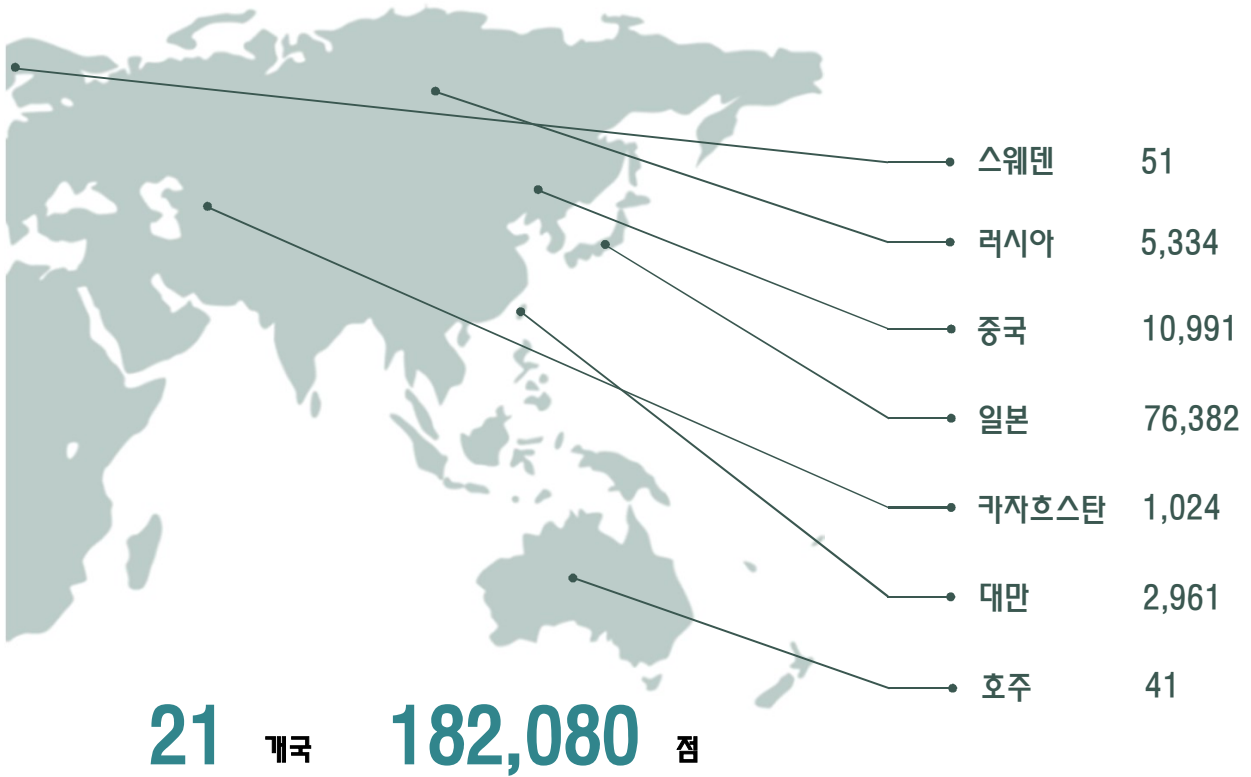 스웨덴 51
러시아 5,334
중국 10,991
일본 76,382
카자흐스탄 1,024
대만 2,961
호주 41
21 개국 182,080 점